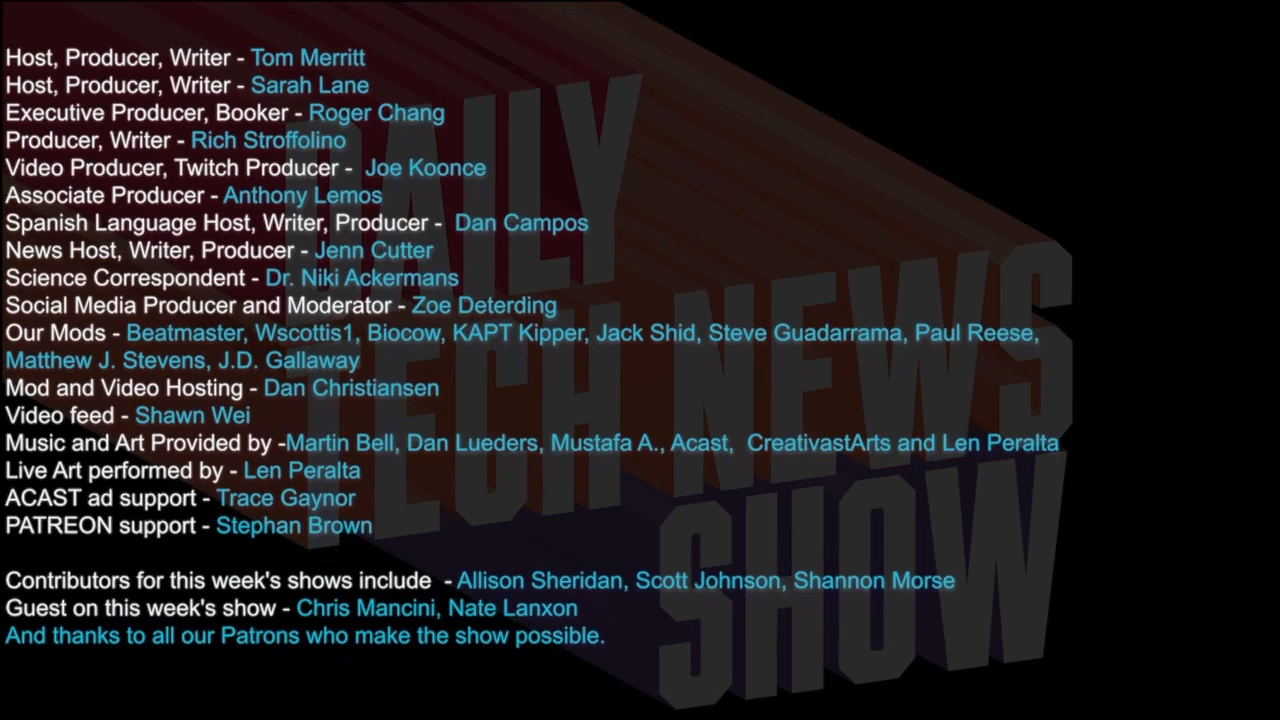 Host, Producer, Writer - Tom Merritt
Host, Producer, Writer - Sarah Lane
Executive Producer, Booker - Roger Chang
Producer, Writer - Rich Stroffolino
Video Producer, Twitch Producer -  Joe Koonce
Associate Producer - Anthony Lemos
Spanish Language Host, Writer, Producer -  Dan Campos
News Host, Writer, Producer - Jenn Cutter
Science Correspondent - Dr. Niki Ackermans
Social Media Producer and Moderator - Zoe Deterding
Our Mods - Beatmaster, Wscottis1, Biocow, KAPT Kipper, Jack Shid, Steve Guadarrama, Paul Reese,
Matthew J. Stevens, J.D. Gallaway
Mod and Video Hosting - Dan Christiansen
Video feed - Shawn Wei
Music and Art Provided by -Martin Bell, Dan Lueders, Mustafa A., Acast,  CreativastArts and Len Peralta
Live Art performed by - Len Peralta
ACAST ad support - Trace Gaynor
PATREON support - Stephan Brown
Contributors for this week's shows include  - Allison Sheridan, Scott Johnson, Shannon Morse
Guest on this week's show - Chris Mancini, Nate Lanxon
And thanks to all our Patrons who make the show possible.
DAILY
TECH NEWS
SHOW